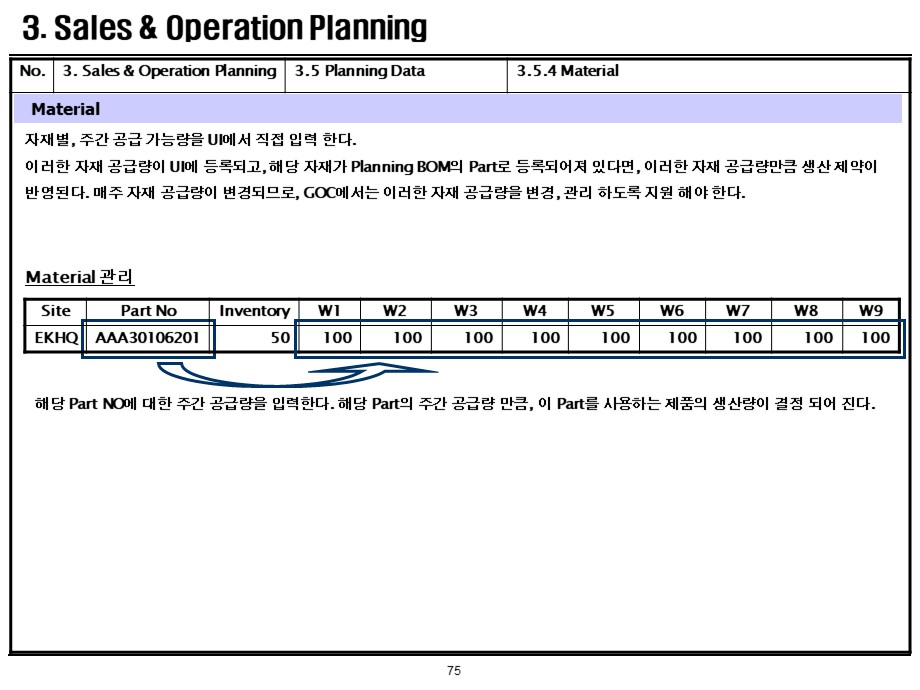 3. Sales & Operation Planning
No. 3. Sales & Operation Planning 3.5 Planning Data 3.5.4 Material
Material
자재별, 주간 공급 가능량을 UI에서 직접 입력 한다.
이러한 자재 공급량이 UI에 등록되고, 해당 자재가 Planning BOM의 Part로 등록되어져 있다면, 이러한 자재 공급량만큼 생산 제약이
반영된다. 매주 자재 공급량이 변경되므로, GOC에서는 이러한 자재 공급량을 변경, 관리 하도록 지원 해야 한다.
Material 관리
Site Part No Inventory W1 W2 W3 W4 W5 W6 W7 W8 W9
EKHQ AAA30106201 50 100 100 100 100 100 100 100 100 100
해당 Part NO에 대한 주간 공급량을 입력한다. 해당 Part의 주간 공급량 만큼, 이 Part를 사용하는 제품의 생산량이 결정 되어 진다.
75